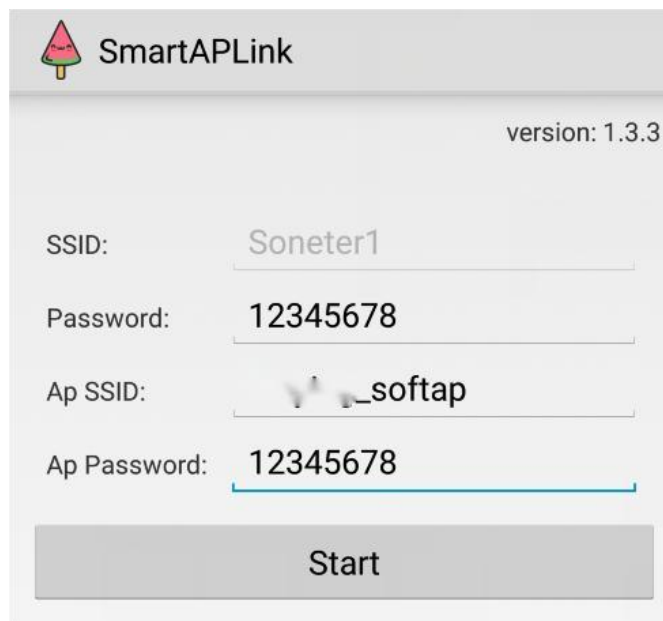 SmartAPLink
version: 1.3.3
SSID: Soneter1
Password: 12345678
Ap SSID: _softap
Ap Password: 12345678
Start